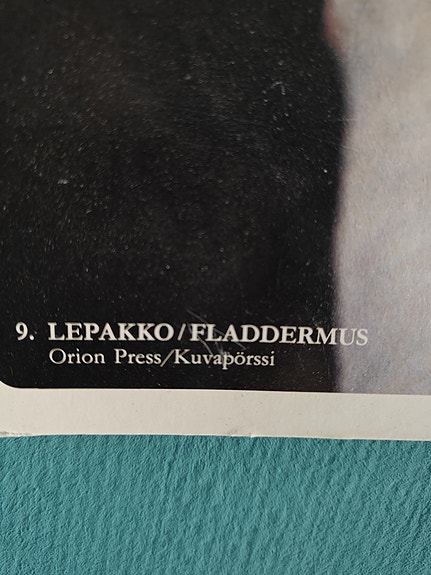 9. LEPAKKO/FLADDERMUS
Orion Press/Kuvapörssi